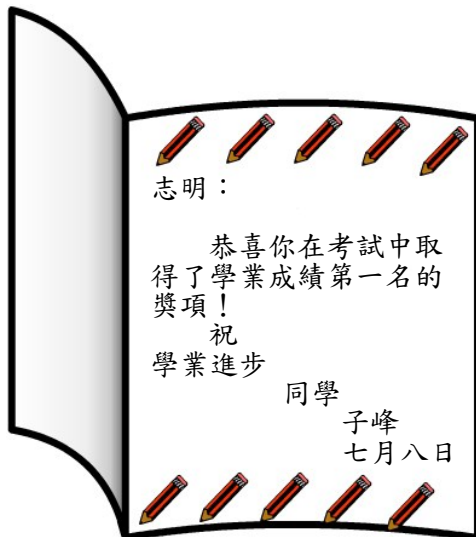 志明：
恭喜你在考試中取
得了學業成績第一名的
獎項！
祝
學業進步
同學
子峰
七月八日